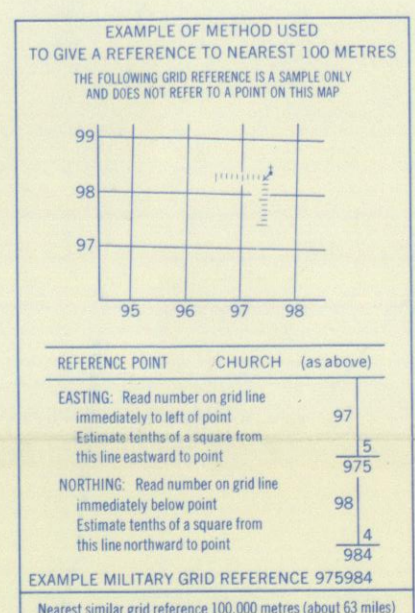 EXAMPLE OF METHOD USED
TO GIVE A REFERENCE TO NEAREST 100 METRES
THE FOLLOWING GRID REFERENCE IS A SAMPLE ONLY
AND DOES NOT REFER TO A POINT ON THIS MAP
99
98
97
95 96 97 98
REFERENCE POINT CHURCH (as above)
EASTING: Read number on grid line
immediately to left of point 97
Estimate tenths of a square from
this line eastward to point 5
975
NORTHING: Read number on grid line
immediately below point 98
Estimate tenths of a square from
this line northward to point 4
984
EXAMPLE MILITARY GRID REFERENCE 975984
Nearest similar grid reference 100,000 metres (about 63 miles)